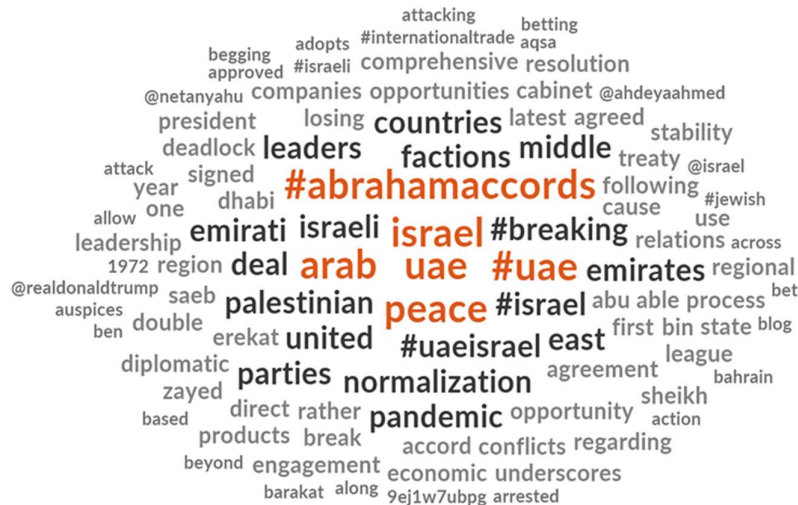 attacking
betting
adopts #internationaltrade aqsa
begging
approved #israeli comprehensive resolution
@netanyahu companies opportunities cabinet @ahdeyaahmed
president losing countries latest agreed stability
deadlock leaders factions middle treaty @israel
attack
year signed #abrahamaccords following #jewish
allow one dhabi cause use
leadership emirati israeli israel #breaking relations across
1972 region deal arab uae #uae emirates regional
@realdonaldtrump saeb palestinian peace #israel abu able process bet
auspices
ben double erekat united #uaeisrael east first bin state blog
diplomatic parties normalization agreement league bahrain
zayed sheikh
based direct rather pandemic opportunity action
products break accord conflicts regarding
beyond engagement economic underscores
barakat along 9ej1w7ubpg arrested